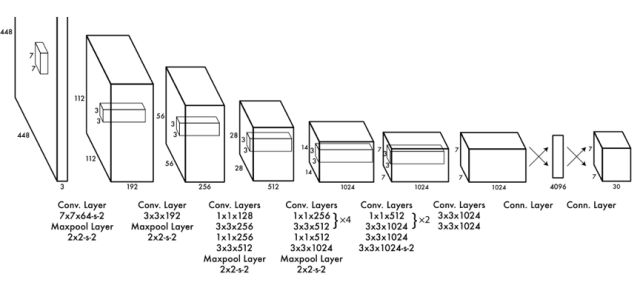 448
448
7
7
3
112
112
3
3
192
56
56
3
3
256
28
28
3
3
512
14
14
3
3
1024
7
7
3
3
1024
7
7
1024
4096
7
7
30
Conv. Layer
7x7x64-s-2
Maxpool Layer
2x2-s-2
Conv. Layer
3x3x192
Maxpool Layer
2x2-s-2
Conv. Layers
1x1x128
3x3x256
1x1x256
3x3x512
Maxpool Layer
2x2-s-2
Conv. Layers
1x1x256
3x3x512
}×4
1x1x512
3x3x1024
Maxpool Layer
2x2-s-2
Conv. Layers
1x1x512
3x3x1024
}×2
3x3x1024
3x3x1024-s-2
Conv. Layers
3x3x1024
3x3x1024
Conn. Layer
Conn. Layer